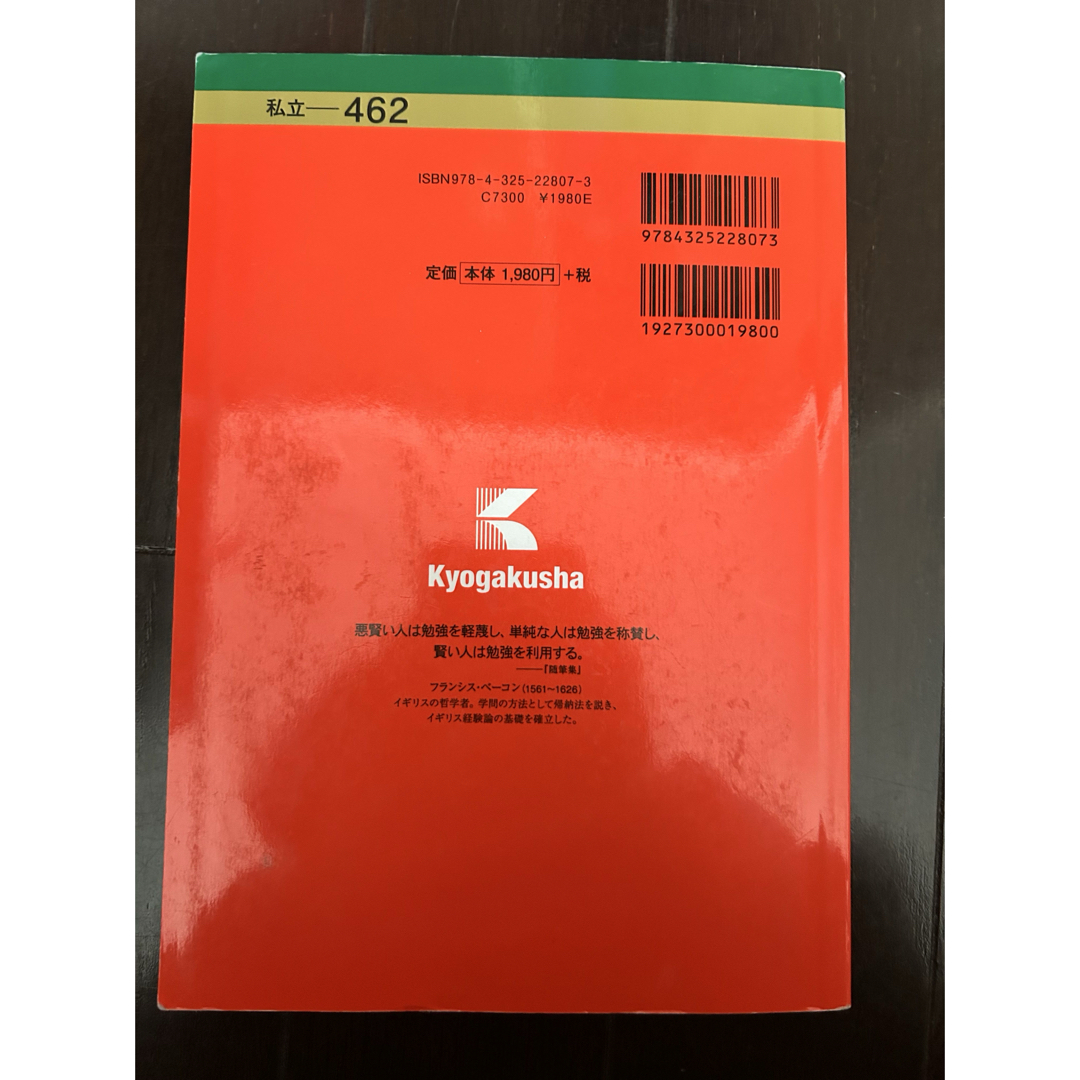 私立—462
ISBN978-4-325-22807-3
C7300 ¥1980E
9784325228073
定価 本体 1,980円 +税
1927300019800
Kyogakusha
悪賢い人は勉強を軽蔑し、単純な人は勉強を称賛し、
賢い人は勉強を利用する。
——『随筆集』
フランシス・ベーコン(1561~1626)
イギリスの哲学者。学問の方法として帰納法を説き、
イギリス経験論の基礎を確立した。